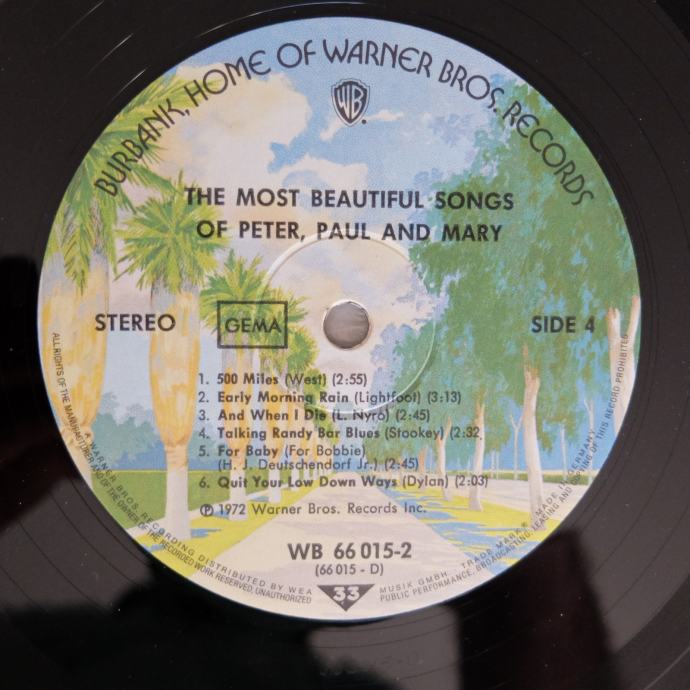 BURBANK, HOME OF WARNER BROS. RECORDS
WB
THE MOST BEAUTIFUL SONGS
OF PETER, PAUL AND MARY
STEREO
GEMA
SIDE 4
1. 500 Miles (West) (2:55)
2. Early Morning Rain (Lightfoot) (3:13)
3. And When I Die (L. Nyro) (2:45)
4. Talking Randy Bar Blues (Stookey) (2:32
5. For Baby (For Bobbie)
(H. J. Deutschendorf Jr.) (2:45)
6. Quit Your Low Down Ways (Dylan) (2:03)
Ⓟ 1972 Warner Bros. Records Inc.
WB 66 015-2
(66 015 - D)
33
A WARNER BROS. RECORDING DISTRIBUTED BY WEA MUSIK GMBH. TRADE MARK® MADE IN GERMANY
ALL RIGHTS OF THE MANUFACTURER AND OF THE OWNER OF THE RECORDED WORK RESERVED. UNAUTHORIZED PUBLIC PERFORMANCE, BROADCASTING, LEASING AND COPYING OF THIS RECORD PROHIBITED